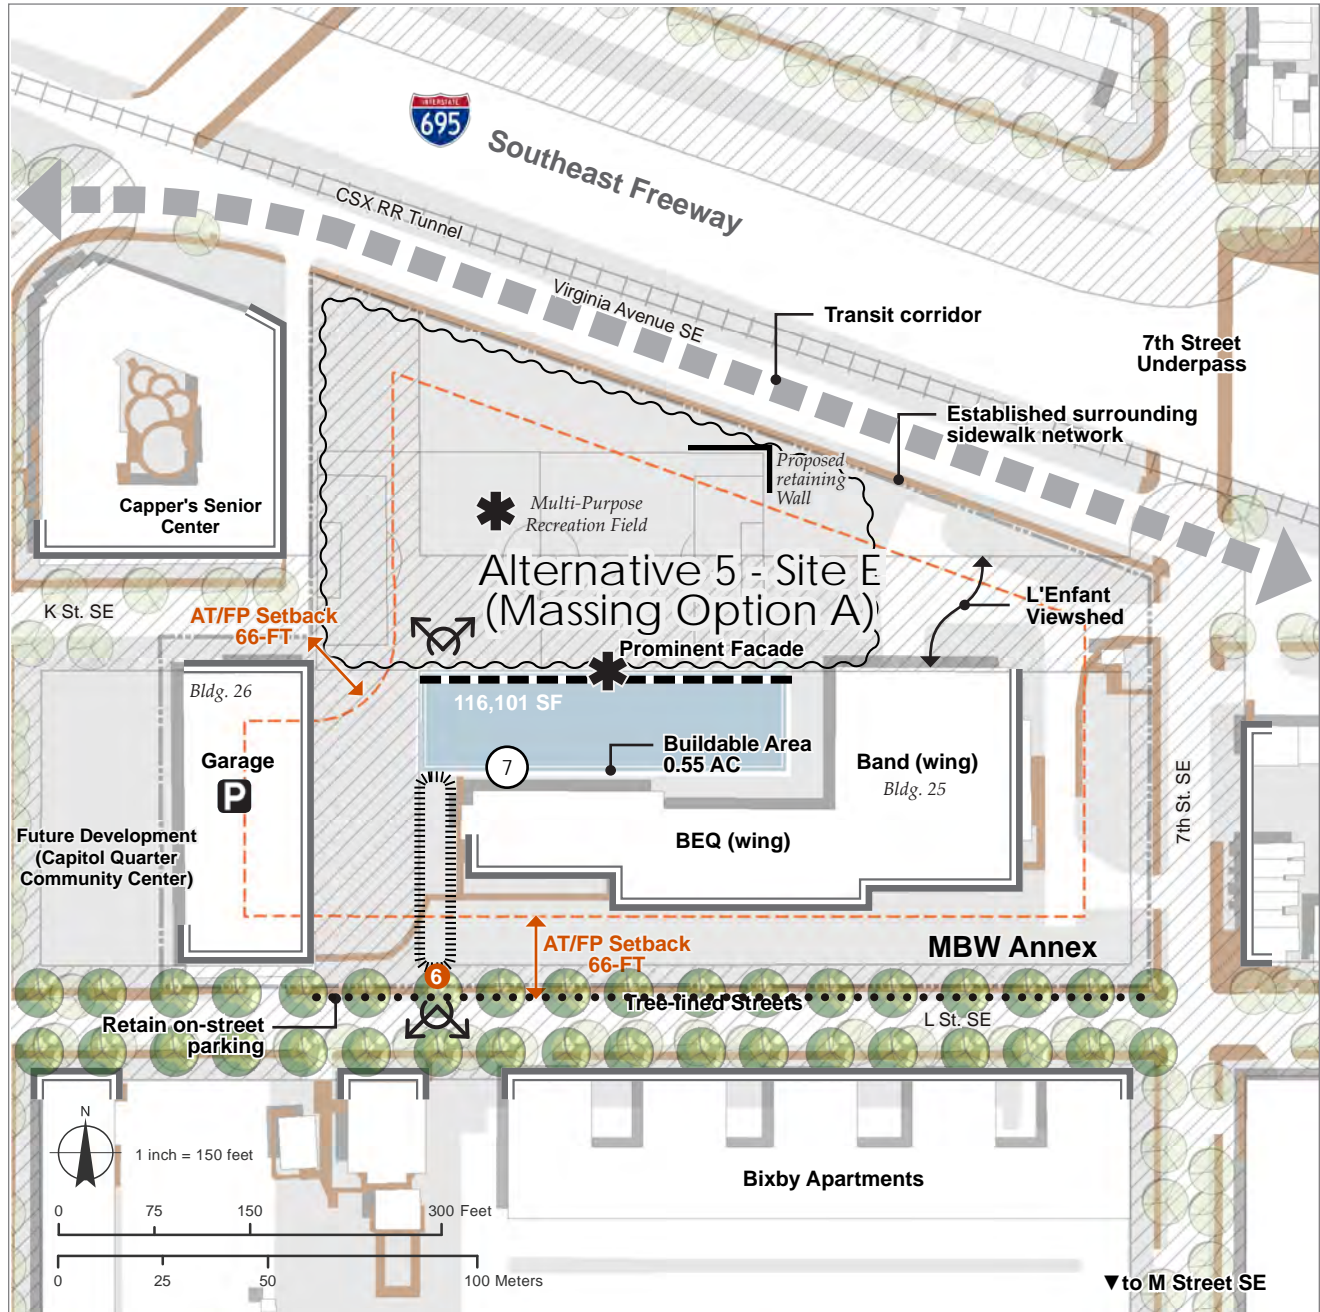 INTERSTATE
695
Southeast Freeway
CSX RR Tunnel
Virginia Avenue SE
Transit corridor
7th Street
Underpass
Established surrounding
sidewalk network
Proposed
retaining
Wall
Multi-Purpose
Recreation Field
Capper's Senior
Center
Alternative 5 - Site E
(Massing Option A)
K St. SE
AT/FP Setback
66-FT
L'Enfant
Viewshed
Prominent Facade
Bldg. 26
116,101 SF
Garage
P
7
Buildable Area
0.55 AC
Band (wing)
Bldg. 25
BEQ (wing)
7th St. SE
Future Development
(Capitol Quarter
Community Center)
AT/FP Setback
66-FT
MBW Annex
6
Tree-lined Streets
Retain on-street
parking
L St. SE
N
1 inch = 150 feet
0 75 150 300 Feet
0 25 50 100 Meters
Bixby Apartments
▼to M Street SE